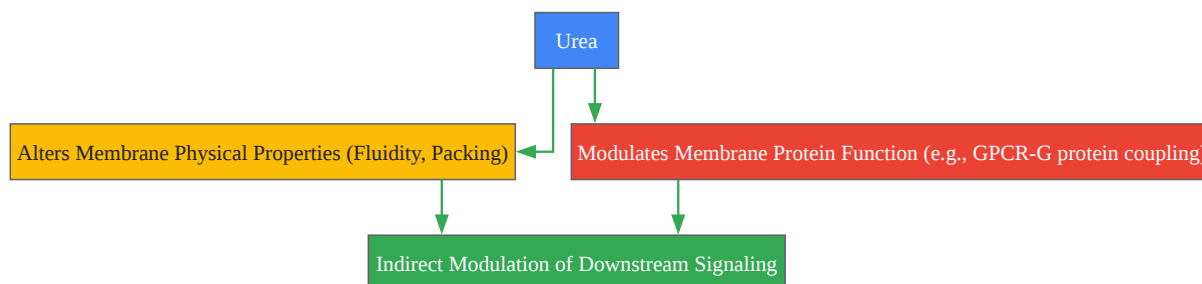 Urea
Alters Membrane Physical Properties (Fluidity, Packing)
Modulates Membrane Protein Function (e.g., GPCR-G protein coupling)
Indirect Modulation of Downstream Signaling